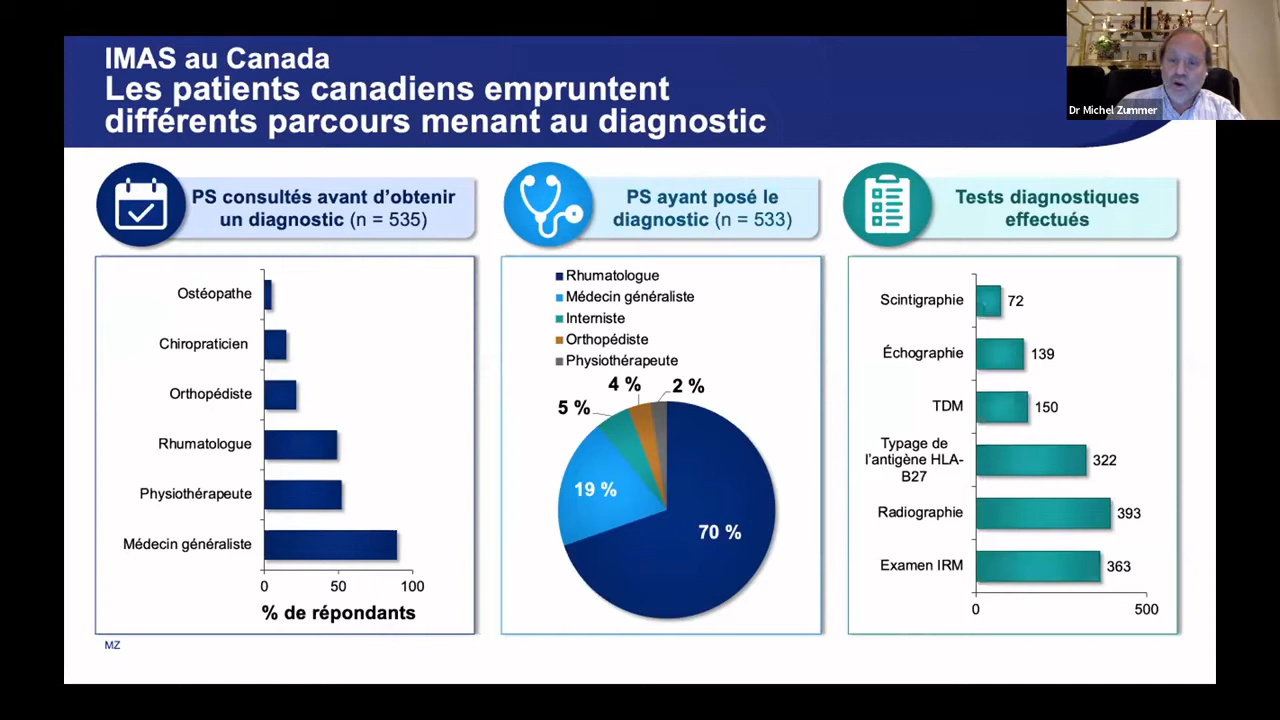 IMAS au Canada
Les patients canadiens empruntent
différents parcours menant au diagnostic
Dr Michel Zummer
PS consultés avant d’obtenir
un diagnostic (n = 535)
Ostéopathe
Chiropraticien
Orthopédiste
Rhumatologue
Physiothérapeute
Médecin généraliste
0 50 100
% de répondants
PS ayant posé le
diagnostic (n = 533)
Rhumatologue
Médecin généraliste
Interniste
Orthopédiste
Physiothérapeute
4 % 2 %
5 %
19 %
70 %
Tests diagnostiques
effectués
Scintigraphie 72
Échographie 139
TDM 150
Typage de
l’antigène HLA- 322
B27
Radiographie 393
Examen IRM 363
0 500
MZ